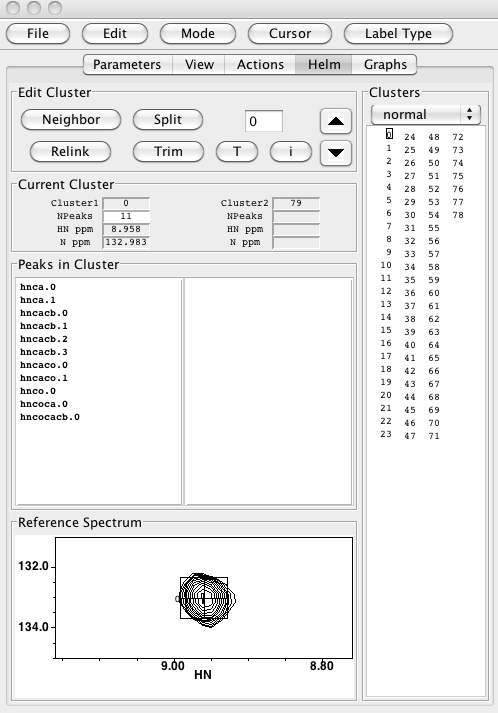 File Edit Mode Cursor Label Type
Parameters View Actions Helm Graphs
Edit Cluster
Neighbor Split 0
Relink Trim T i
Current Cluster
Cluster1 0 Cluster2 79
NPeaks 11 NPeaks
HN ppm 8.958 HN ppm
N ppm 132.983 N ppm
Peaks in Cluster
hnca.0
hnca.1
hncacb.0
hncacb.1
hncacb.2
hncacb.3
hncaco.0
hncaco.1
hnco.0
hncoca.0
hncocacb.0
Reference Spectrum
132.0
134.0
9.00 8.80
HN
Clusters
normal
0 24 48 72
1 25 49 73
2 26 50 74
3 27 51 75
4 28 52 76
5 29 53 77
6 30 54 78
7 31 55
8 32 56
9 33 57
10 34 58
11 35 59
12 36 60
13 37 61
14 38 62
15 39 63
16 40 64
17 41 65
18 42 66
19 43 67
20 44 68
21 45 69
22 46 70
23 47 71